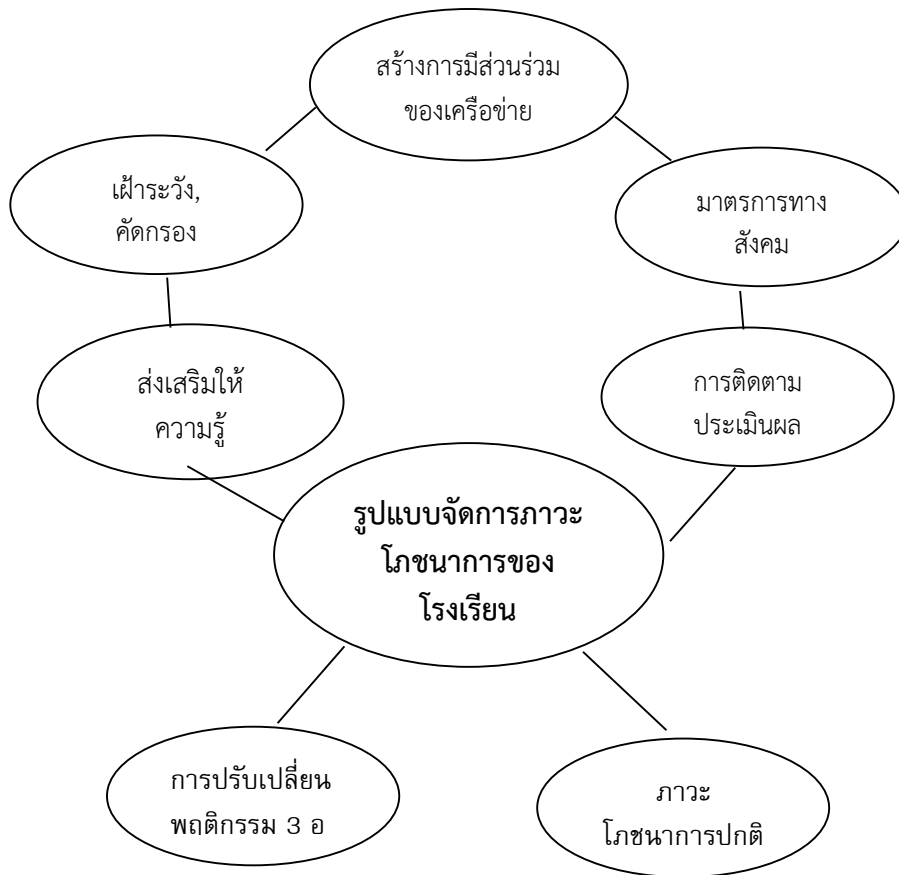 สร้างการมีส่วนร่วม
ของเครือข่าย
เฝ้าระวัง,
คัดกรอง
มาตรการทาง
สังคม
ส่งเสริมให้
ความรู้
การติดตาม
ประเมินผล
รูปแบบจัดการภาวะ
โภชนาการของ
โรงเรียน
การปรับเปลี่ยน
พฤติกรรม 3 อ
ภาวะ
โภชนาการปกติ